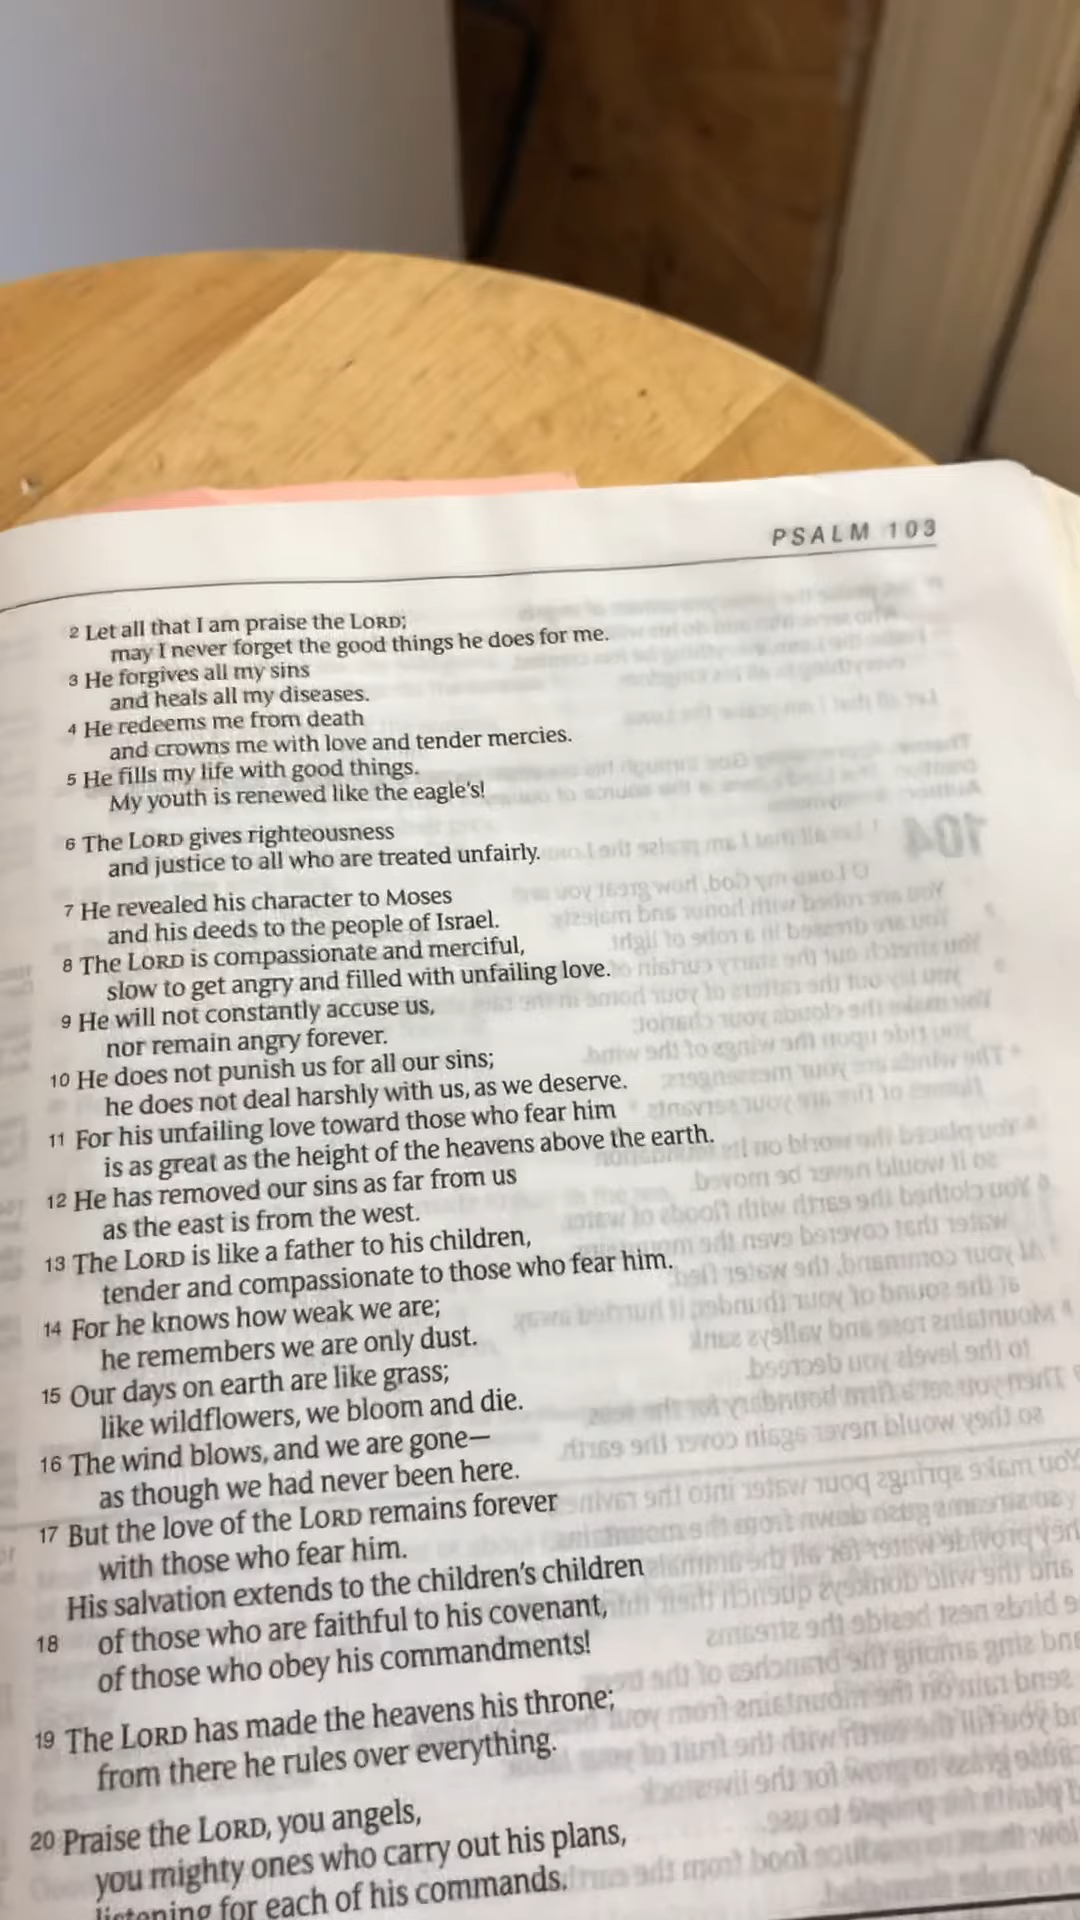 PSALM 103
2 Let all that I am praise the LORD;
may I never forget the good things he does for me.
3 He forgives all my sins
and heals all my diseases.
4 He redeems me from death
and crowns me with love and tender mercies.
5 He fills my life with good things.
My youth is renewed like the eagle's!
6 The LORD gives righteousness
and justice to all who are treated unfairly.
7 He revealed his character to Moses
and his deeds to the people of Israel.
8 The LORD is compassionate and merciful,
slow to get angry and filled with unfailing love.
9 He will not constantly accuse us,
nor remain angry forever.
10 He does not punish us for all our sins;
he does not deal harshly with us, as we deserve.
11 For his unfailing love toward those who fear him
is as great as the height of the heavens above the earth.
12 He has removed our sins as far from us
as the east is from the west.
13 The LORD is like a father to his children,
tender and compassionate to those who fear him.
14 For he knows how weak we are;
he remembers we are only dust.
15 Our days on earth are like grass;
like wildflowers, we bloom and die.
16 The wind blows, and we are gone—
as though we had never been here.
17 But the love of the LORD remains forever
with those who fear him.
His salvation extends to the children's children
18 of those who are faithful to his covenant,
of those who obey his commandments!
19 The LORD has made the heavens his throne;
from there he rules over everything.
20 Praise the LORD, you angels,
you mighty ones who carry out his plans,
listening for each of his commands.